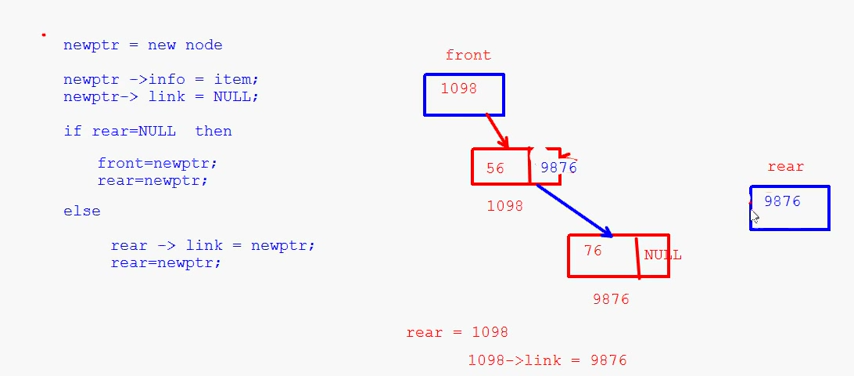 newptr = new node
newptr ->info = item;
newptr-> link = NULL;
if rear=NULL then
front=newptr;
rear=newptr;
else
rear -> link = newptr;
rear=newptr;
front
1098
56 9876
1098
76 NULL
9876
rear
9876
rear = 1098
1098->link = 9876